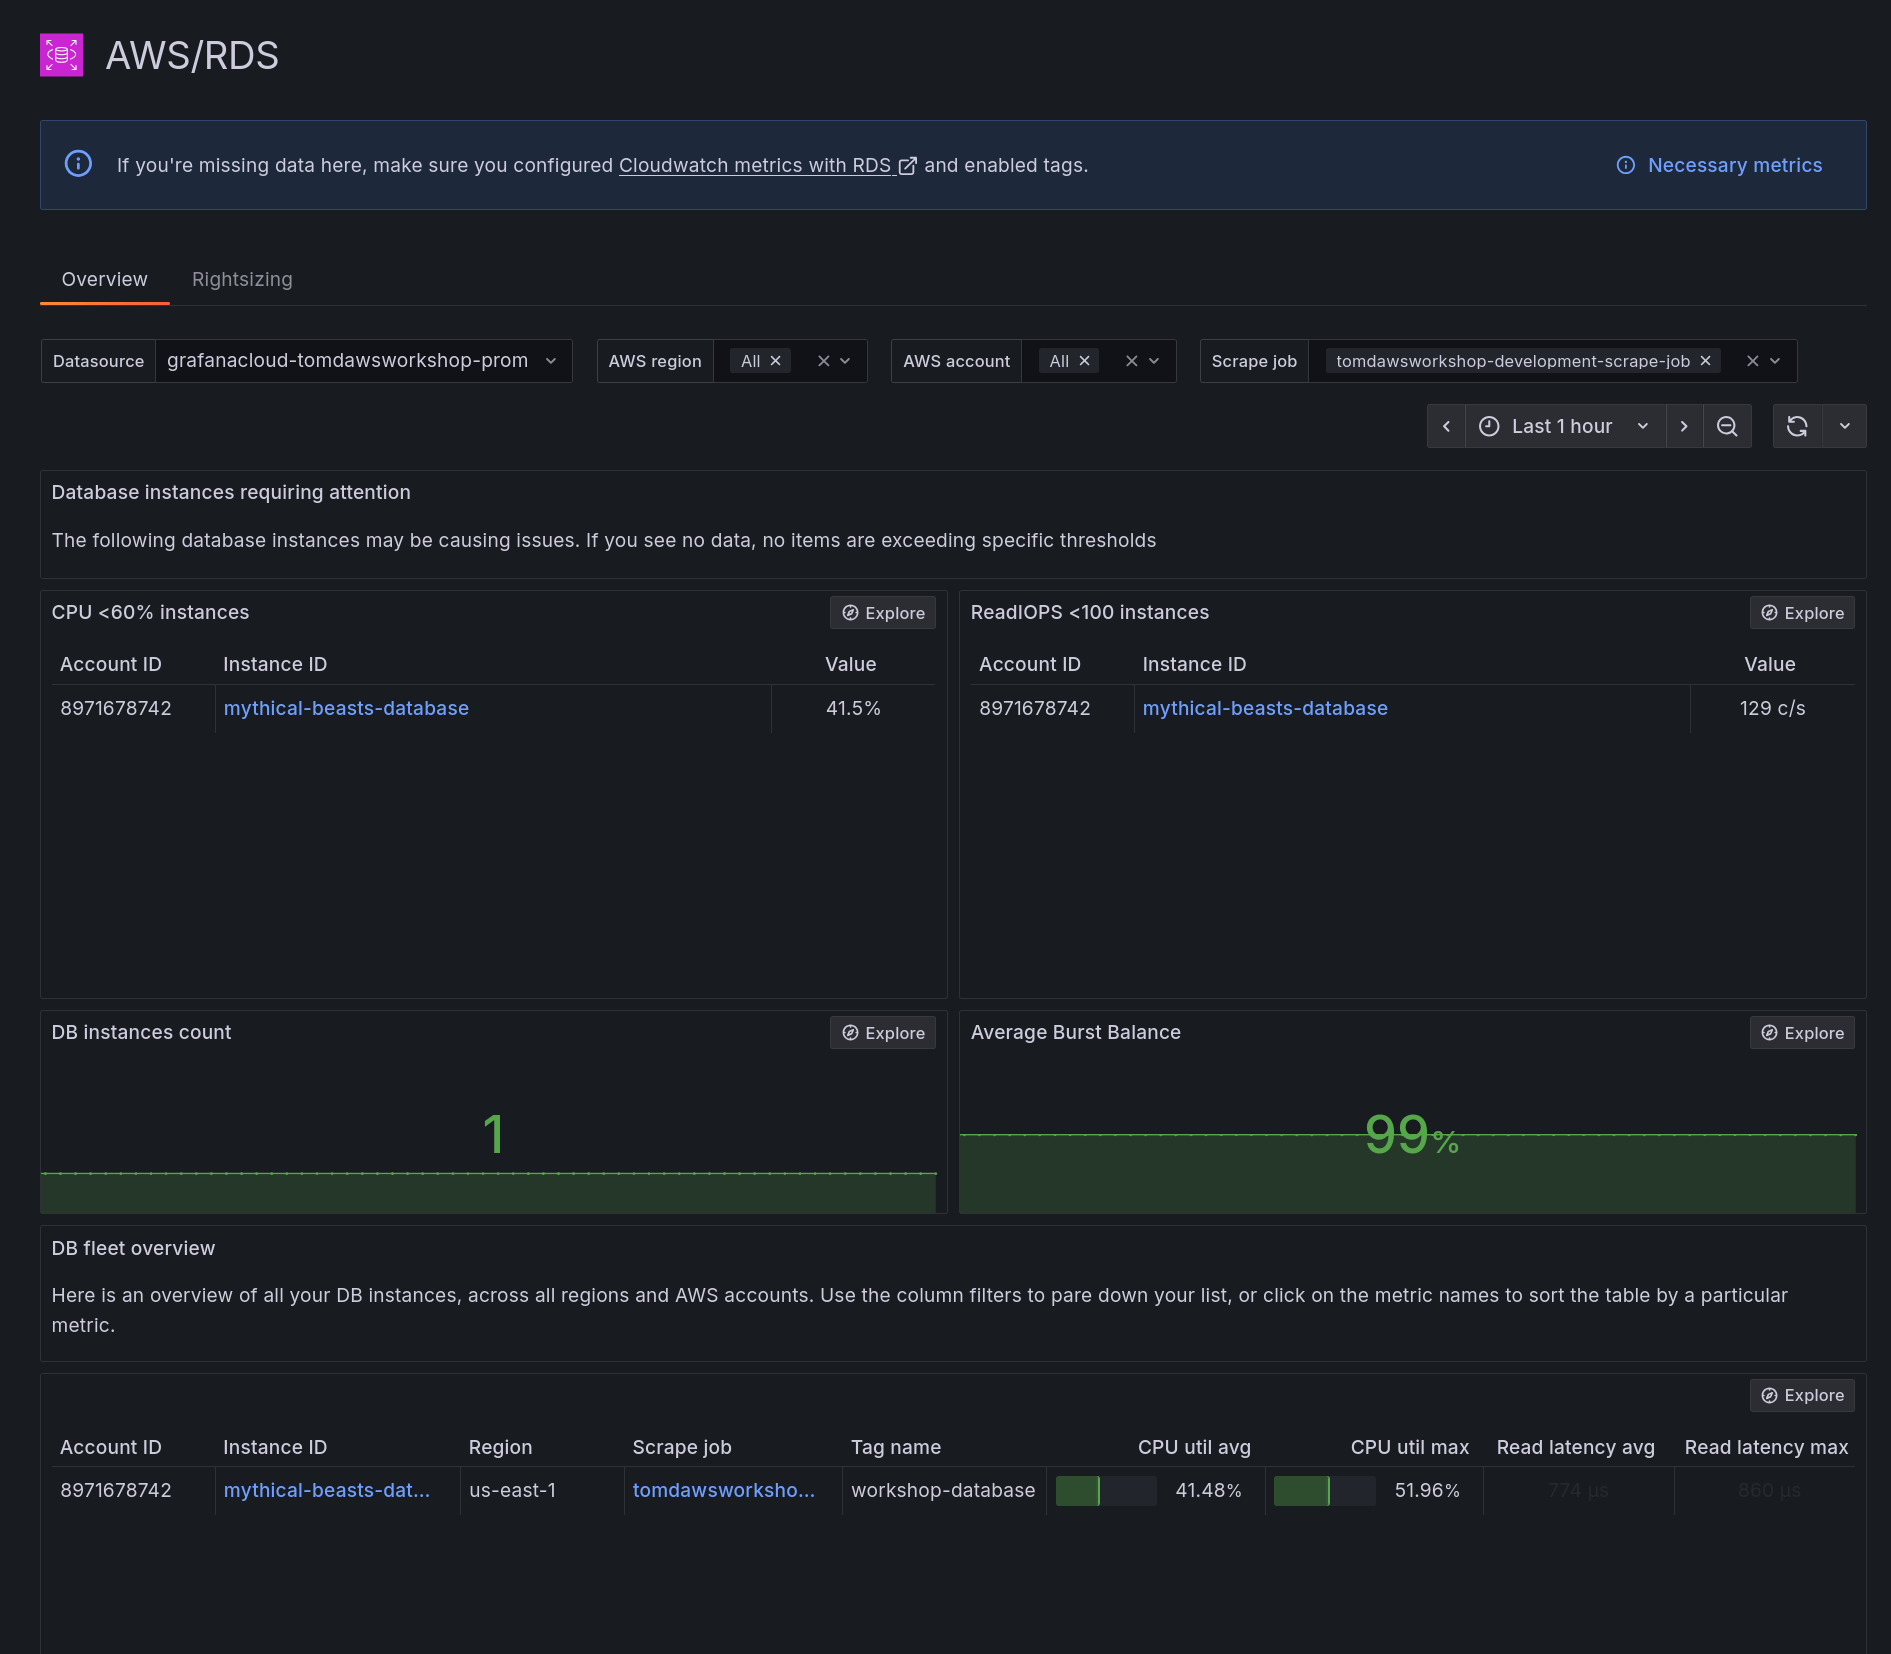 AWS/RDS
If you're missing data here, make sure you configured Cloudwatch metrics with RDS and enabled tags.
Necessary metrics
Overview Rightsizing
Datasource grafanacloud-tomdawsworkshop-prom AWS region All AWS account All Scrape job tomdawsworkshop-development-scrape-job
Last 1 hour
Database instances requiring attention
The following database instances may be causing issues. If you see no data, no items are exceeding specific thresholds
CPU <60% instances Explore
Account ID Instance ID Value
8971678742 mythical-beasts-database 41.5%
ReadIOPS <100 instances Explore
Account ID Instance ID Value
8971678742 mythical-beasts-database 129 c/s
DB instances count Explore
1
Average Burst Balance Explore
99%
DB fleet overview
Here is an overview of all your DB instances, across all regions and AWS accounts. Use the column filters to pare down your list, or click on the metric names to sort the table by a particular
metric.
Explore
Account ID Instance ID Region Scrape job Tag name CPU util avg CPU util max Read latency avg Read latency max
8971678742 mythical-beasts-dat... us-east-1 tomdawsworksho... workshop-database 41.48% 51.96% 774 µs 860 µs